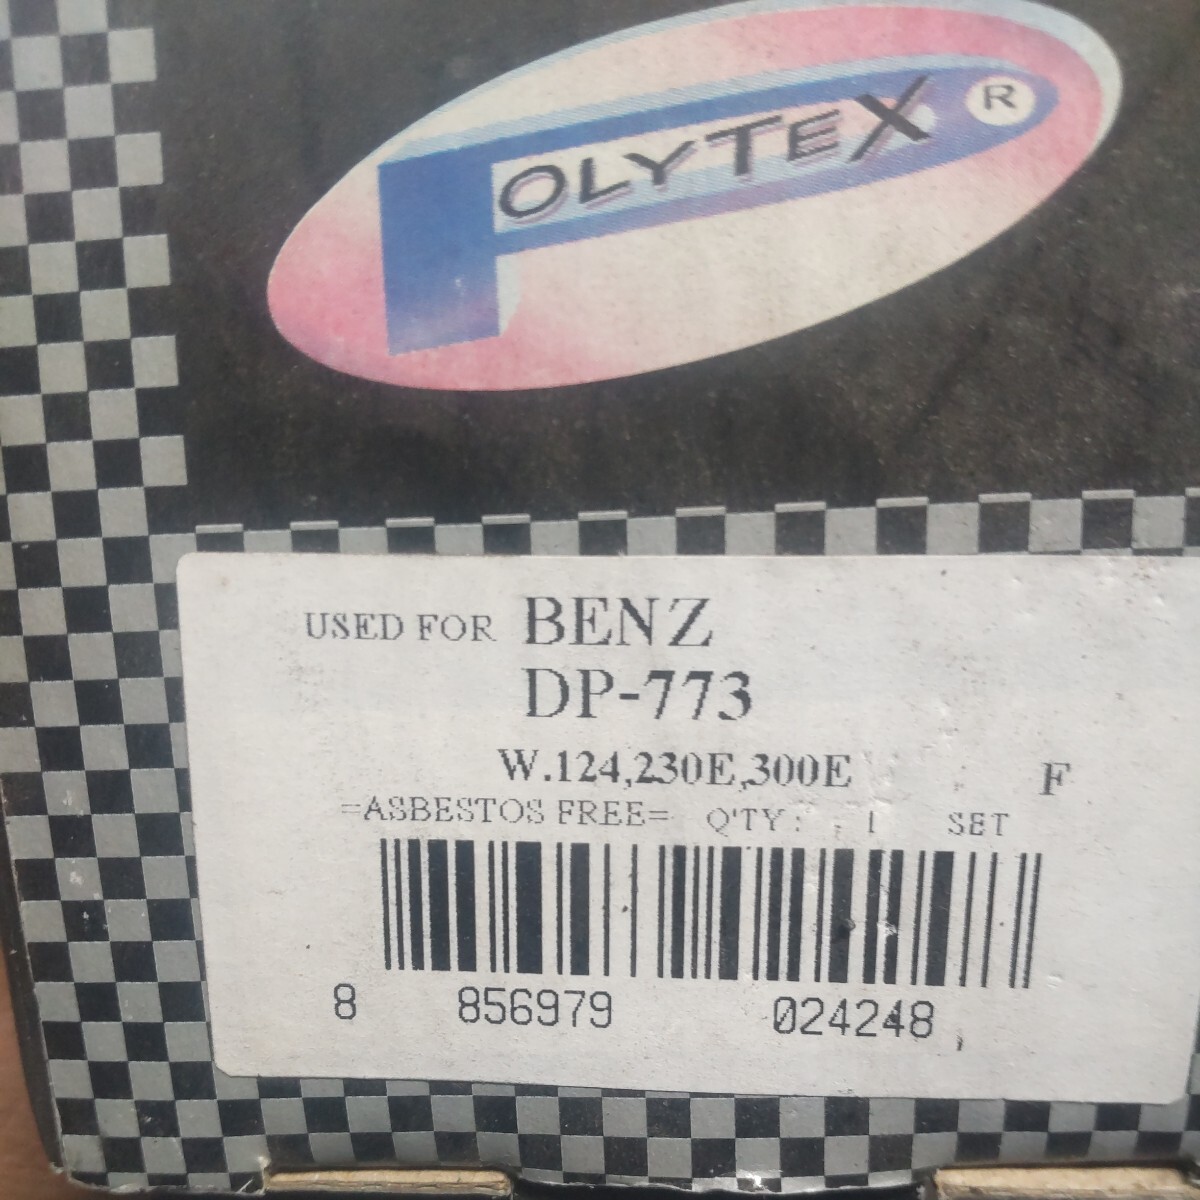 POLYTEX ®
USED FOR BENZ
DP-773
W.124,230E,300E F
=ASBESTOS FREE= Q'TY: 1 SET
8 856979 024248